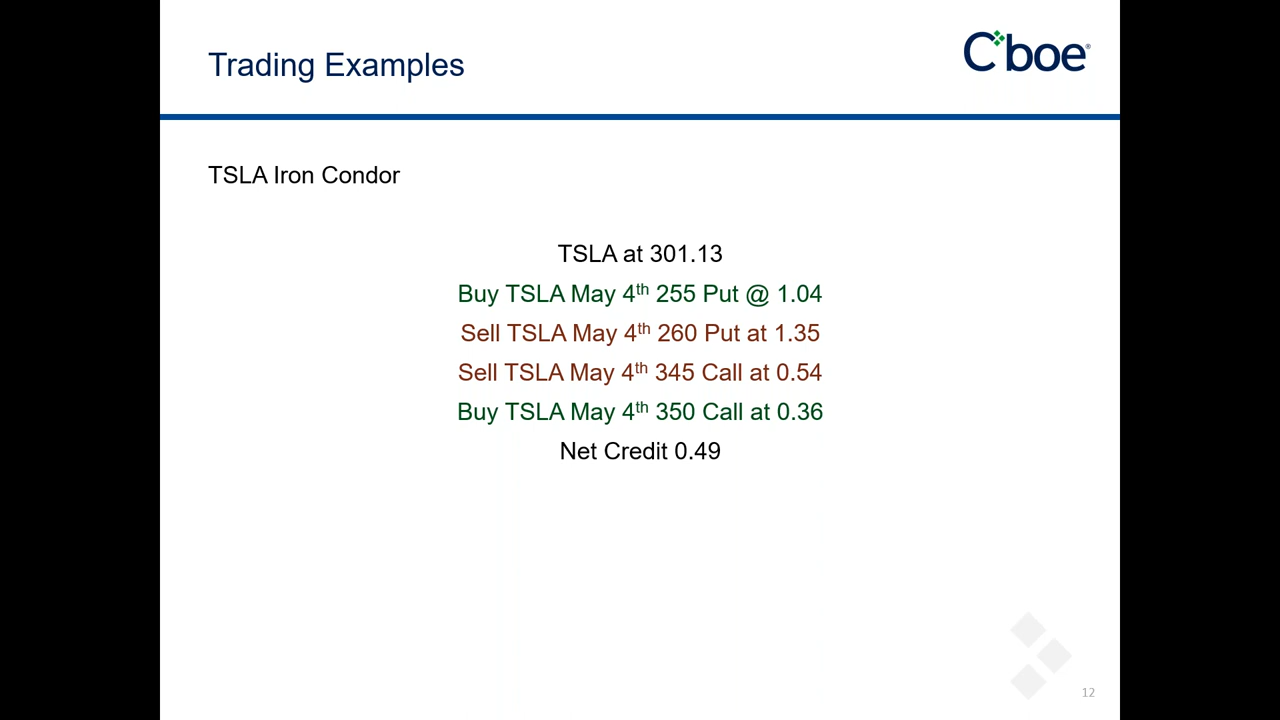 Trading Examples
Cboe®
TSLA Iron Condor
TSLA at 301.13
Buy TSLA May 4th 255 Put @ 1.04
Sell TSLA May 4th 260 Put at 1.35
Sell TSLA May 4th 345 Call at 0.54
Buy TSLA May 4th 350 Call at 0.36
Net Credit 0.49
12